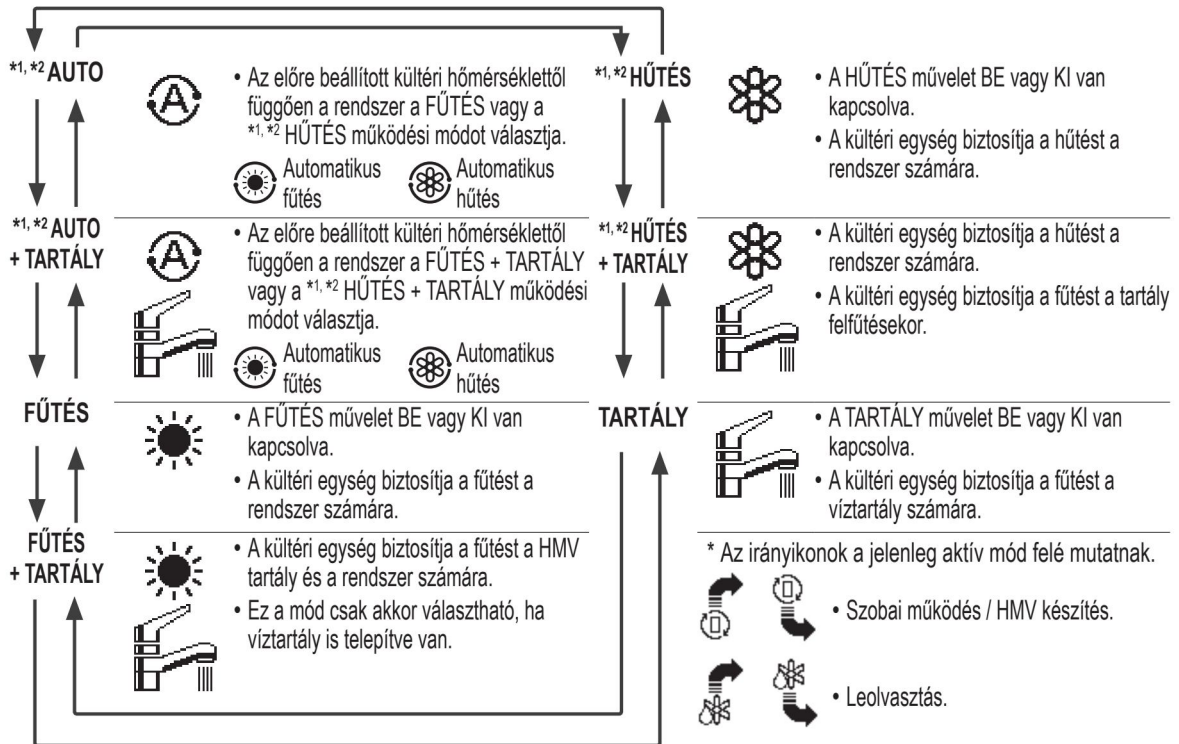 *1, *2 AUTO
• Az előre beállított kültéri hőmérséklettől
függően a rendszer a FŰTÉS vagy a
*1, *2 HŰTÉS működési módot választja.
Automatikus
fűtés
Automatikus
hűtés
*1, *2 AUTO
+ TARTÁLY
• Az előre beállított kültéri hőmérséklettől
függően a rendszer a FŰTÉS + TARTÁLY
vagy a *1, *2 HŰTÉS + TARTÁLY működési
módot választja.
Automatikus
fűtés
Automatikus
hűtés
FŰTÉS
• A FŰTÉS művelet BE vagy KI van
kapcsolva.
• A kültéri egység biztosítja a fűtést a
rendszer számára.
FŰTÉS
+ TARTÁLY
• A kültéri egység biztosítja a fűtést a HMV
tartály és a rendszer számára.
• Ez a mód csak akkor választható, ha
víztartály is telepítve van.
*1, *2 HŰTÉS
• A HŰTÉS művelet BE vagy KI van
kapcsolva.
• A kültéri egység biztosítja a hűtést a
rendszer számára.
*1, *2 HŰTÉS
+ TARTÁLY
• A kültéri egység biztosítja a hűtést a
rendszer számára.
• A kültéri egység biztosítja a fűtést a tartály
felfűtésekor.
TARTÁLY
• A TARTÁLY művelet BE vagy KI van
kapcsolva.
• A kültéri egység biztosítja a fűtést a
víztartály számára.
* Az irányikonok a jelenleg aktív mód felé mutatnak.
• Szobai működés / HMV készítés.
• Leolvasztás.